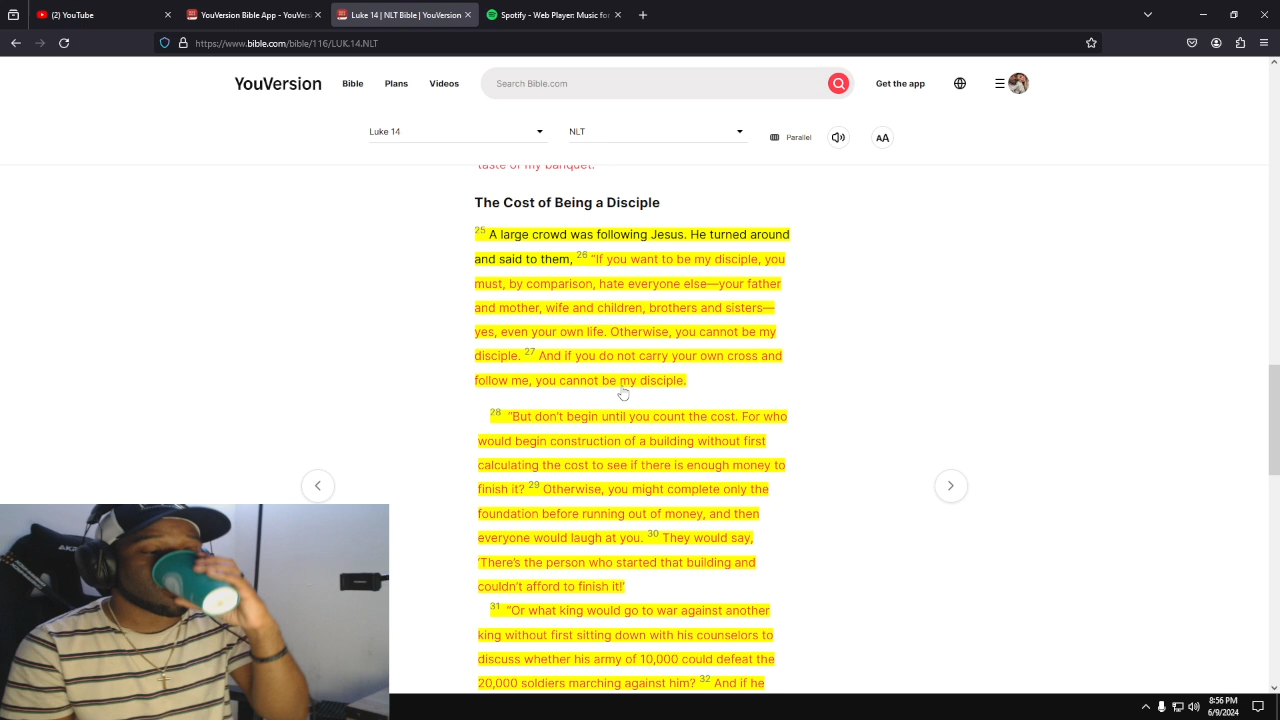 YouTube
YouVersion Bible App - YouVers
Luke 14 | NLT Bible | YouVersion
Spotify - Web Player Music for
https://www.bible.com/bible/116/LUK.14.NLT
YouVersion
Bible
Plans
Videos
Search Bible.com
Get the app
Luke 14
NLT
Parallel
AA
taste of my banquet.'"
The Cost of Being a Disciple
25 A large crowd was following Jesus. He turned around
and said to them, 26 “If you want to be my disciple, you
must, by comparison, hate everyone else—your father
and mother, wife and children, brothers and sisters—
yes, even your own life. Otherwise, you cannot be my
disciple. 27 And if you do not carry your own cross and
follow me, you cannot be my disciple.
28 “But don’t begin until you count the cost. For who
would begin construction of a building without first
calculating the cost to see if there is enough money to
finish it? 29 Otherwise, you might complete only the
foundation before running out of money, and then
everyone would laugh at you. 30 They would say,
‘There’s the person who started that building and
couldn’t afford to finish it!’
31 “Or what king would go to war against another
king without first sitting down with his counselors to
discuss whether his army of 10,000 could defeat the
20,000 soldiers marching against him? 32 And if he
8:56 PM
6/9/2024